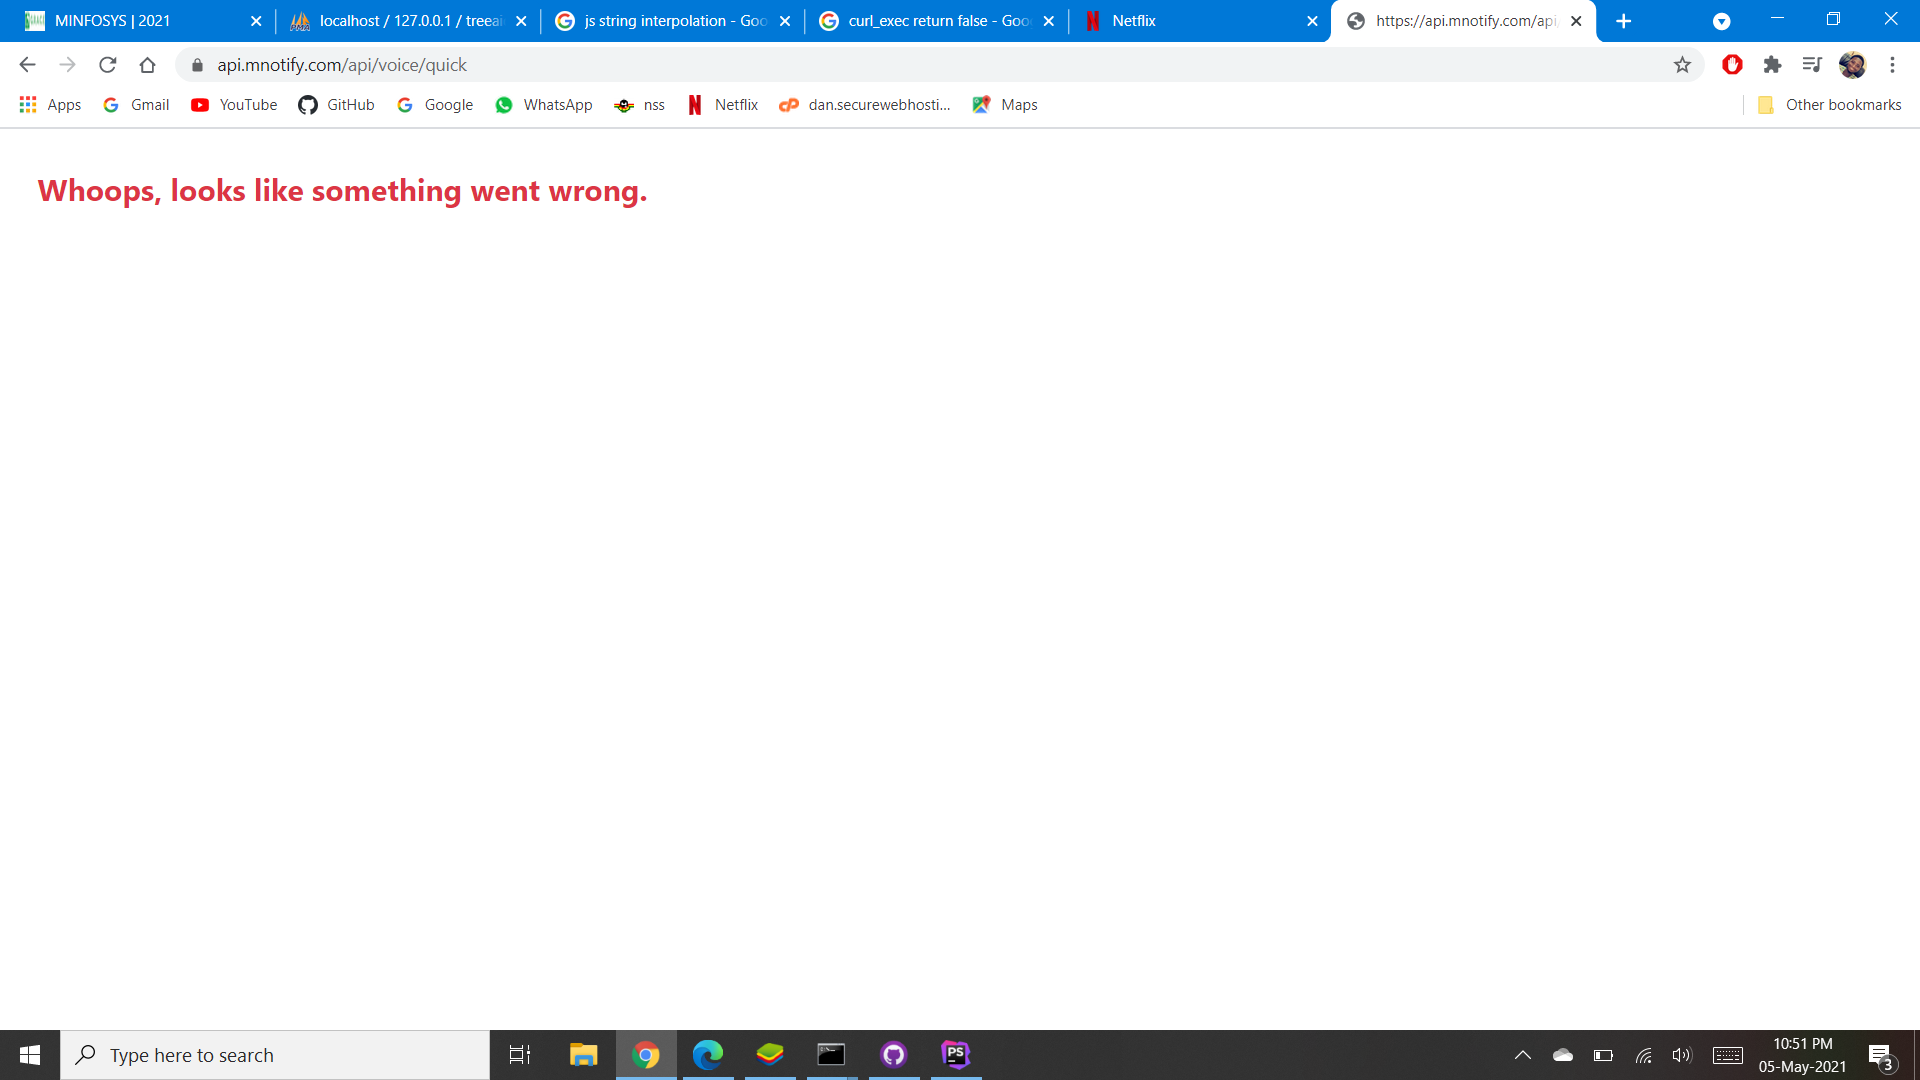 MINFOSYS | 2021
localhost / 127.0.0.1 / treeai
js string interpolation - Goo
curl_exec return false - Goo
Netflix
https://api.mnotify.com/api
api.mnotify.com/api/voice/quick
Apps
Gmail
YouTube
GitHub
Google
WhatsApp
nss
Netflix
dan.securewebhosti...
Maps
Other bookmarks
Whoops, looks like something went wrong.
Type here to search
PS
10:51 PM
05-May-2021
3